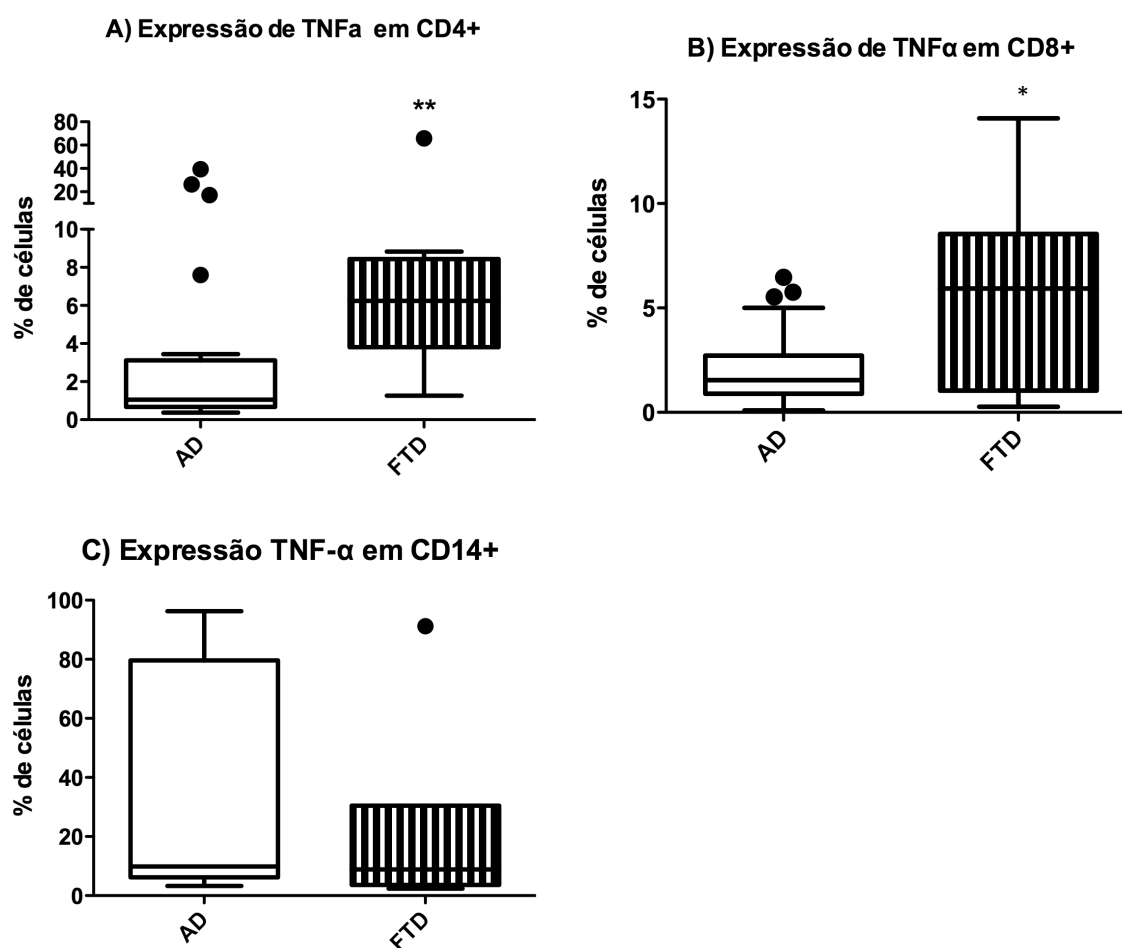 A) Expressão de TNFa em CD4+
**
80
60
40
20
10
8
6
4
2
0
% de células
AD
FTD
B) Expressão de TNFα em CD8+
*
15
10
5
0
% de células
AD
FTD
C) Expressão TNF-α em CD14+
100
80
60
40
20
0
% de células
AD
FTD